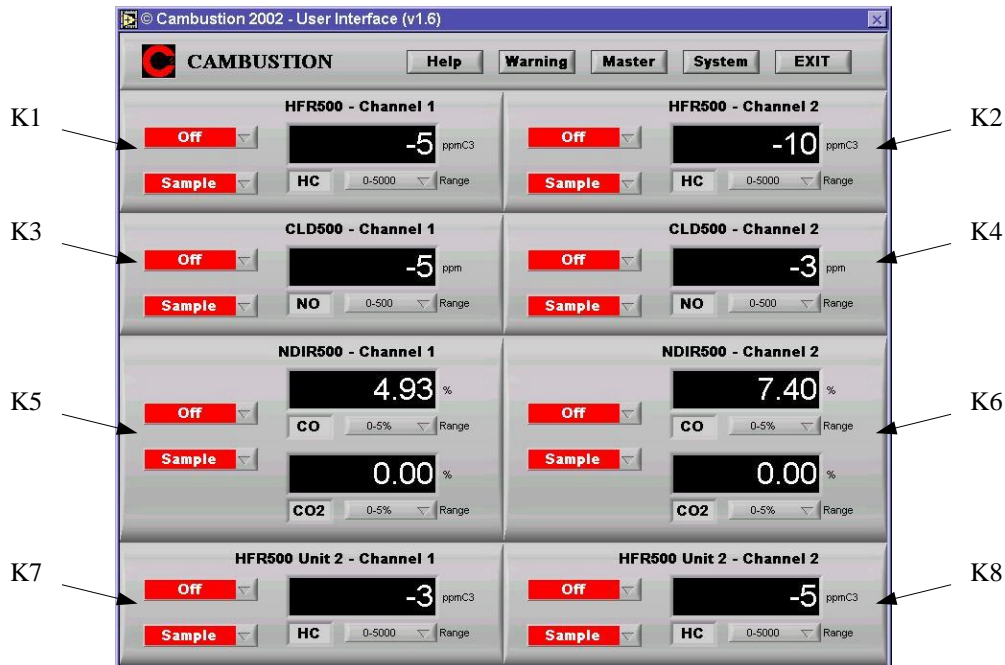 © Cambustion 2002 - User Interface (v1.6)
CAMBUSTION
Help Warning Master System EXIT
K1
K2
HFR500 - Channel 1
Off
-5 ppmC3
Sample HC 0-5000 Range
HFR500 - Channel 2
Off
-10 ppmC3
Sample HC 0-5000 Range
K3
K4
CLD500 - Channel 1
Off
-5 ppm
Sample NO 0-500 Range
CLD500 - Channel 2
Off
-3 ppm
Sample NO 0-500 Range
K5
K6
NDIR500 - Channel 1
4.93 %
Off
CO 0-5% Range
Sample
0.00 %
CO2 0-5% Range
NDIR500 - Channel 2
7.40 %
Off
CO 0-5% Range
Sample
0.00 %
CO2 0-5% Range
K7
K8
HFR500 Unit 2 - Channel 1
Off
-3 ppmC3
Sample HC 0-5000 Range
HFR500 Unit 2 - Channel 2
Off
-5 ppmC3
Sample HC 0-5000 Range